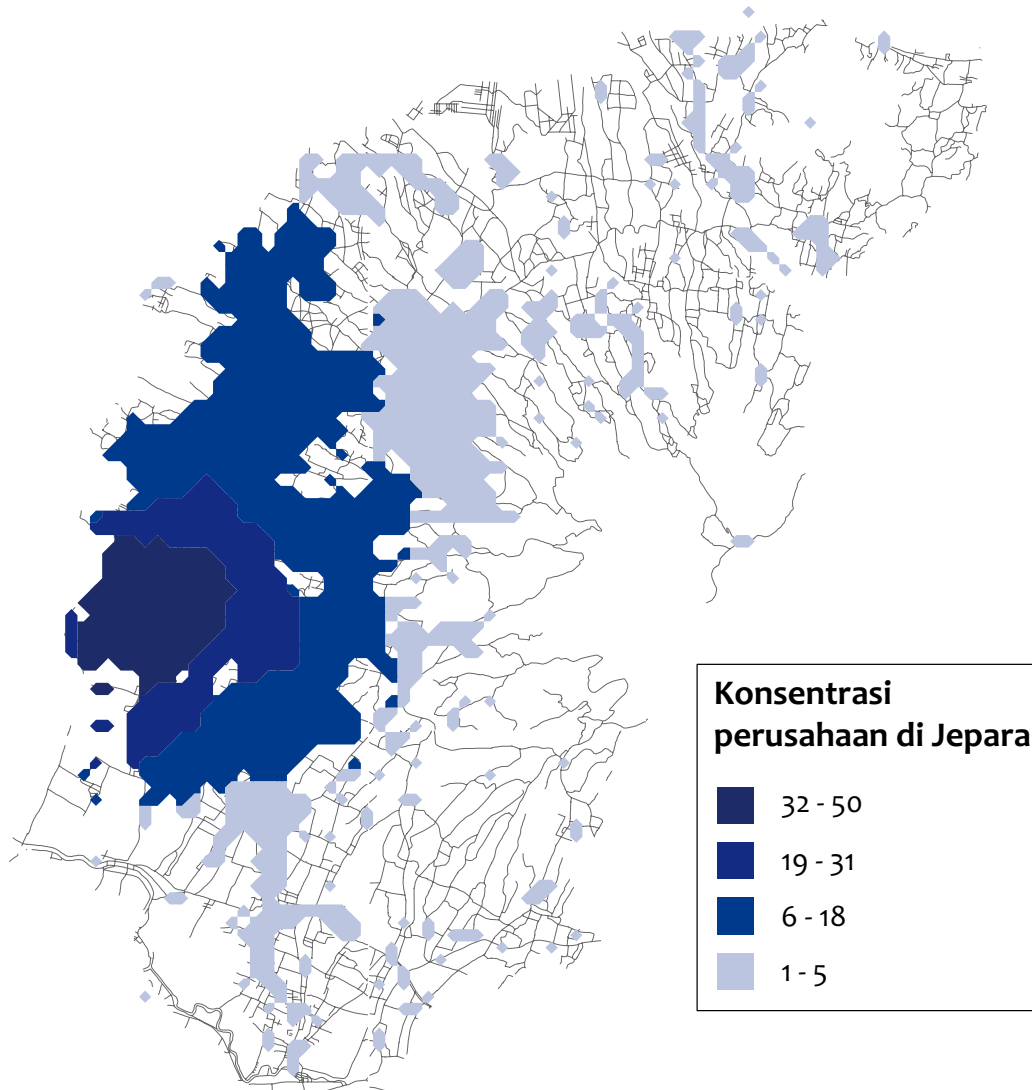 Konsentrasi
perusahaan di Jepara
32 - 50
19 - 31
6 - 18
1 - 5